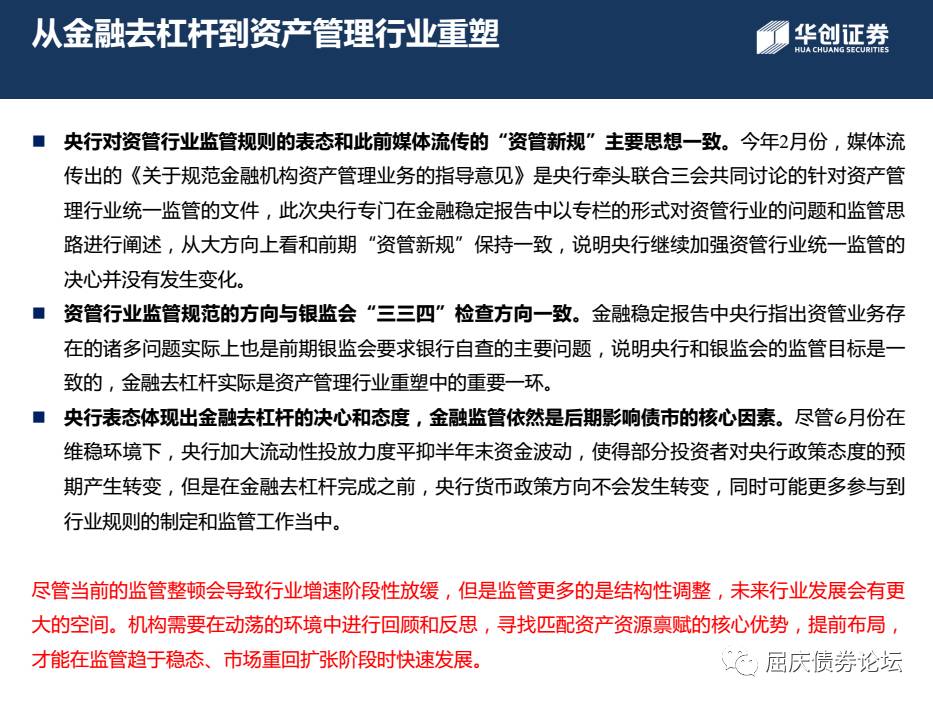 从金融去杠杆到资产管理行业重塑
华创证券
HUA CHUANG SECURITIES
央行对资管行业监管规则的表态和此前媒体流传的“资管新规”主要思想一致。今年2月份，媒体流
传出的《关于规范金融机构资产管理业务的指导意见》是央行牵头联合三会共同讨论的针对资产管
理行业统一监管的文件，此次央行专门在金融稳定报告中以专栏的形式对资管行业的问题和监管思
路进行阐述，从大方向上看和前期“资管新规”保持一致，说明央行继续加强资管行业统一监管的
决心并没有发生变化。
资管行业监管规范的方向与银监会“三三四”检查方向一致。金融稳定报告中央行指出资管业务存
在的诸多问题实际上也是前期银监会要求银行自查的主要问题，说明央行和银监会的监管目标是一
致的，金融去杠杆实际是资产管理行业重塑中的重要一环。
央行表态体现出金融去杠杆的决心和态度，金融监管依然是后期影响债市的核心因素。尽管6月份在
维稳环境下，央行加大流动性投放力度平抑半年末资金波动，使得部分投资者对央行政策态度的预
期产生转变，但是在金融去杠杆完成之前，央行货币政策方向不会发生转变，同时可能更多参与到
行业规则的制定和监管工作当中。
尽管当前的监管整顿会导致行业增速阶段性放缓，但是监管更多的是结构性调整，未来行业发展会有更
大的空间。机构需要在动荡的环境中进行回顾和反思，寻找匹配资产资源禀赋的核心优势，提前布局，
才能在监管趋于稳态、市场重回扩张阶段时快速发展。
屈庆债券论坛